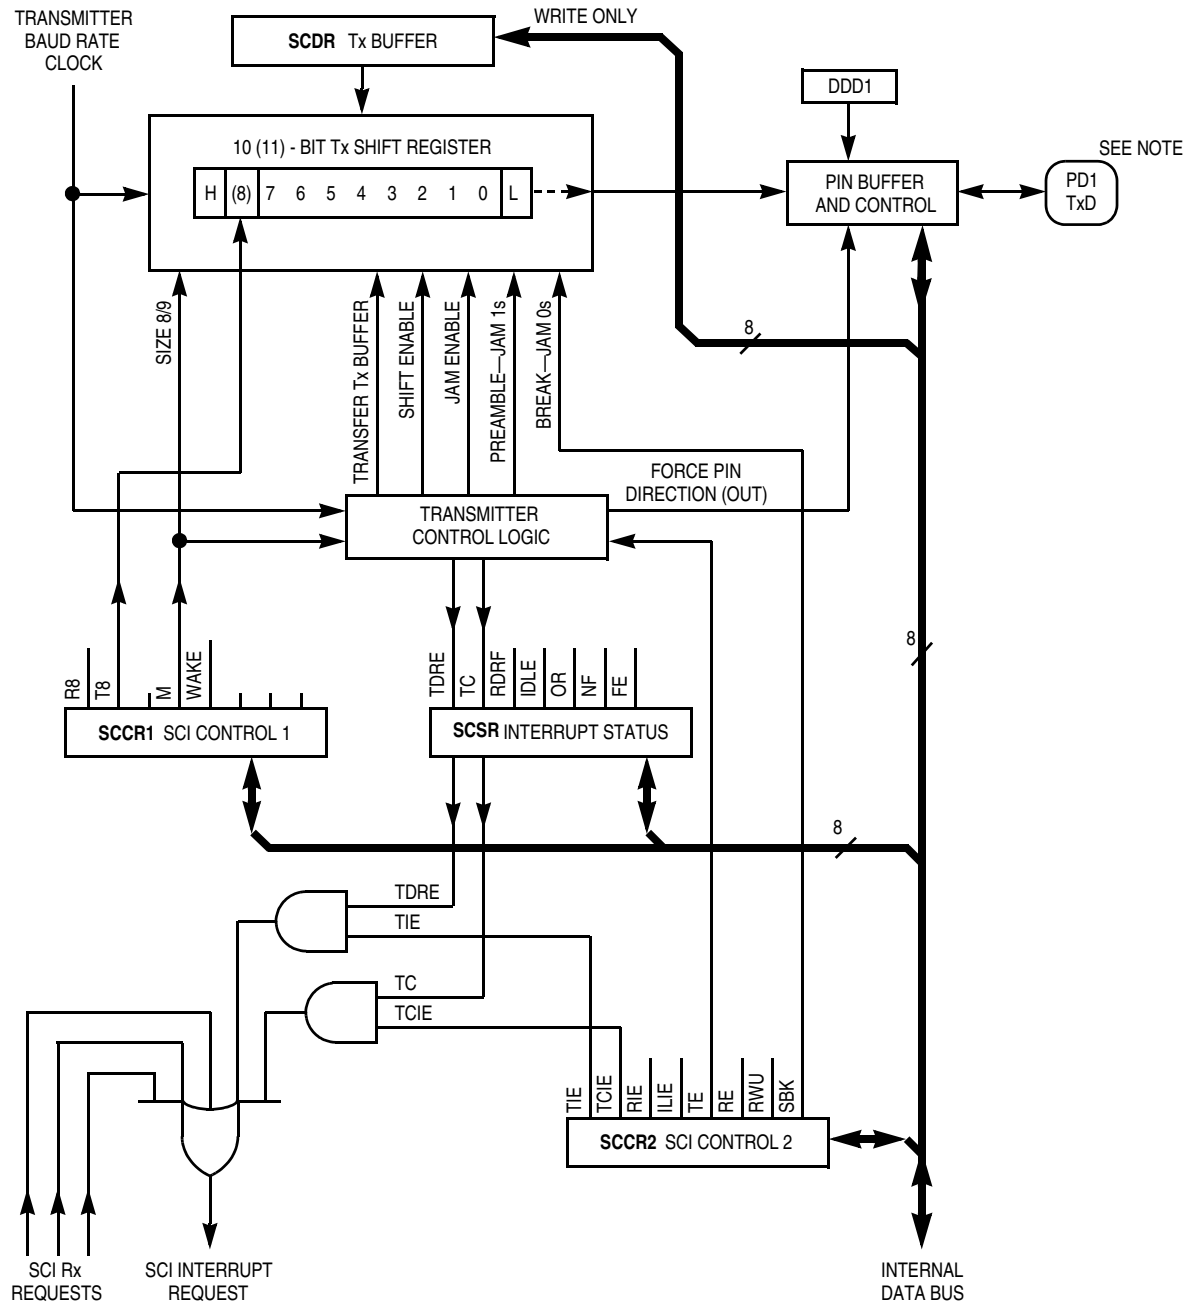 TRANSMITTER
BAUD RATE
CLOCK
SCDR Tx BUFFER
WRITE ONLY
DDD1
10 (11) - BIT Tx SHIFT REGISTER
H (8) 7 6 5 4 3 2 1 0 L
PIN BUFFER
AND CONTROL
SEE NOTE
PD1
TxD
SIZE 8/9
TRANSFER Tx BUFFER
SHIFT ENABLE
JAM ENABLE
PREAMBLE—JAM 1s
BREAK—JAM 0s
8
FORCE PIN
DIRECTION (OUT)
TRANSMITTER
CONTROL LOGIC
8
R8
T8
M
WAKE
TDRE
TC
RDRF
IDLE
OR
NF
FE
SCCR1 SCI CONTROL 1
SCSR INTERRUPT STATUS
8
TDRE
TIE
TC
TCIE
TIE
TCIE
RIE
ILIE
TE
RE
RWU
SBK
SCCR2 SCI CONTROL 2
SCI Rx
REQUESTS
SCI INTERRUPT
REQUEST
INTERNAL
DATA BUS